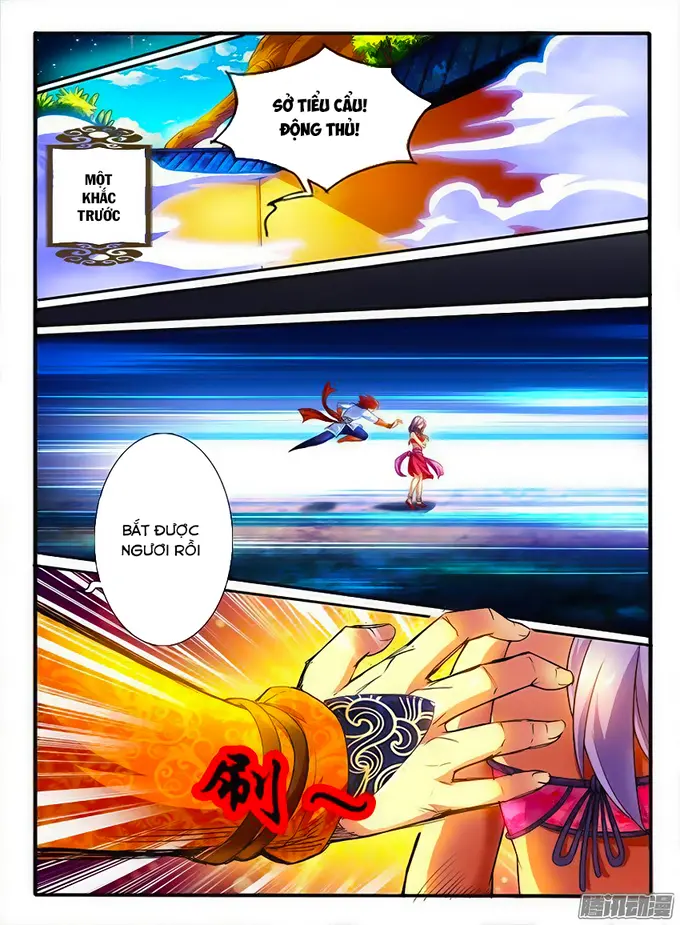 SỞ TIỂU CẨU!
ĐỘNG THỦ!
MỘT
KHẮC
TRƯỚC
BẮT ĐƯỢC
NGƯƠI RỒI
刷~
腾讯动漫